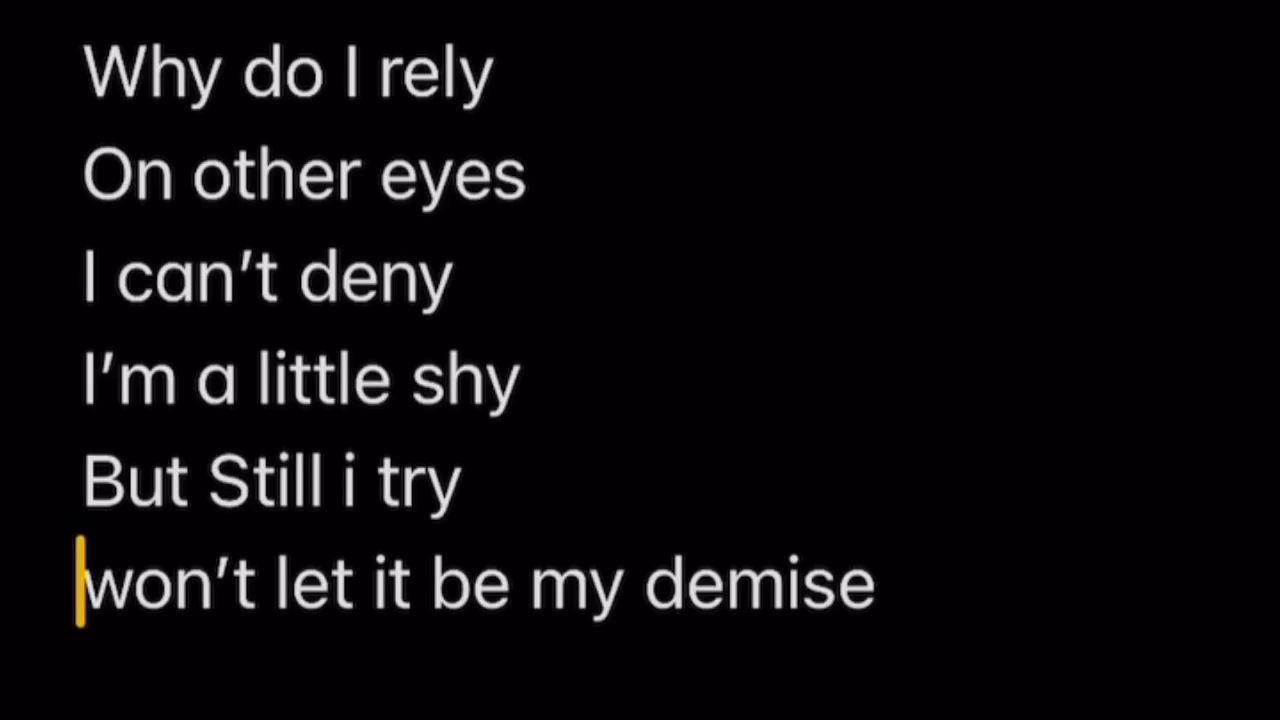 Why do I rely
On other eyes
I can’t deny
I’m a little shy
But Still i try
won’t let it be my demise